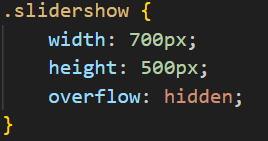 .slidershow {
    width: 700px;
    height: 500px;
    overflow: hidden;
}